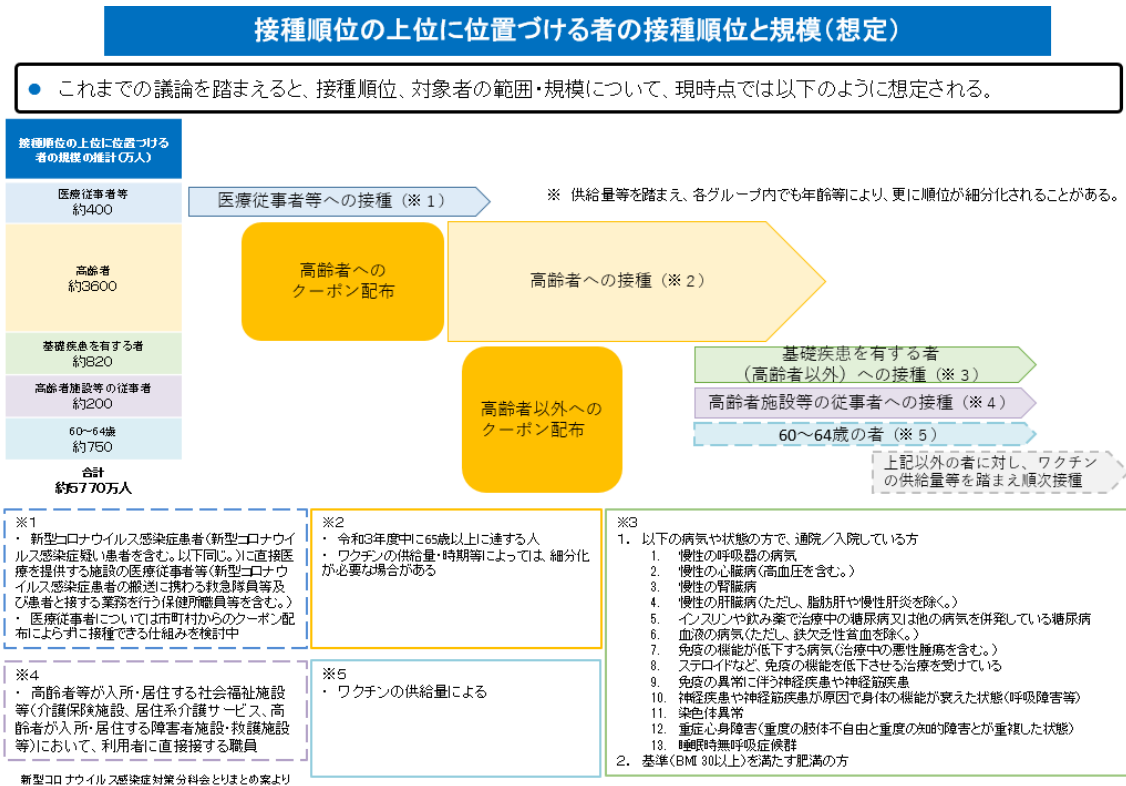 接種順位の上位に位置づける者の接種順位と規模（想定）
● これまでの議論を踏まえると、接種順位、対象者の範囲・規模について、現時点では以下のように想定される。
接種順位の上位に位置づける
者の規模の推計（万人）
医療従事者等
約400
医療従事者等への接種（※１）
※ 供給量等を踏まえ、各グループ内でも年齢等により、更に順位が細分化されることがある。
高齢者
約3600
高齢者への
クーポン配布
高齢者への接種（※２）
基礎疾患を有する者
約820
高齢者施設等の従事者
約200
60～64歳
約750
合計
約5770万人
高齢者以外への
クーポン配布
基礎疾患を有する者
（高齢者以外）への接種（※３）
高齢者施設等の従事者への接種（※４）
60～64歳の者（※５）
上記以外の者に対し、ワクチン
の供給量等を踏まえ順次接種
※1
・ 新型コロナウイルス感染症患者（新型コロナウイ
ルス感染症疑い患者を含む。以下同じ。）に直接医
療を提供する施設の医療従事者等（新型コロナウ
イルス感染症患者の搬送に携わる救急隊員等及
び患者と接する業務を行う保健所職員等を含む。）
・ 医療従事者については市町村からのクーポン配
布によらずに接種できる仕組みを検討中
※2
・ 令和3年度中に65歳以上に達する人
・ ワクチンの供給量・時期等によっては、細分化
が必要な場合がある
※3
1. 以下の病気や状態の方で、通院／入院している方
1. 慢性の呼吸器の病気
2. 慢性の心臓病（高血圧を含む。）
3. 慢性の腎臓病
4. 慢性の肝臓病（ただし、脂肪肝や慢性肝炎を除く。）
5. インスリンや飲み薬で治療中の糖尿病又は他の病気を併発している糖尿病
6. 血液の病気（ただし、鉄欠乏性貧血を除く。）
7. 免疫の機能が低下する病気（治療中の悪性腫瘍を含む。）
8. ステロイドなど、免疫の機能を低下させる治療を受けている
9. 免疫の異常に伴う神経疾患や神経筋疾患
10. 神経疾患や神経筋疾患が原因で身体の機能が衰えた状態（呼吸障害等）
11. 染色体異常
12. 重症心身障害（重度の肢体不自由と重度の知的障害とが重複した状態）
13. 睡眠時無呼吸症候群
2. 基準（BMI 30以上）を満たす肥満の方
※4
・ 高齢者等が入所・居住する社会福祉施設
等（介護保険施設、居住系介護サービス、高
齢者が入所・居住する障害者施設・救護施設
等）において、利用者に直接接する職員
※5
・ ワクチンの供給量による
新型コロナウイルス感染症対策分科会とりまとめ案より